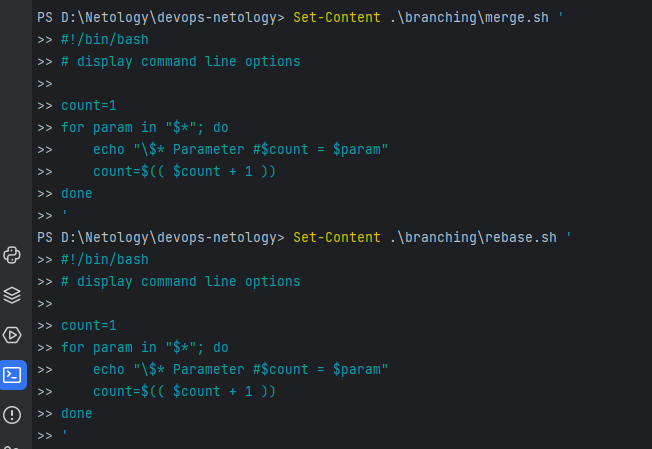 PS D:\Netology\devops-netology> Set-Content .\branching\merge.sh '
>> #!/bin/bash
>> # display command line options
>>
>> count=1
>> for param in "$*"; do
>>     echo "\$* Parameter #$count = $param"
>>     count=$(( $count + 1 ))
>> done
>> '
PS D:\Netology\devops-netology> Set-Content .\branching\rebase.sh '
>> #!/bin/bash
>> # display command line options
>>
>> count=1
>> for param in "$*"; do
>>     echo "\$* Parameter #$count = $param"
>>     count=$(( $count + 1 ))
>> done
>> '